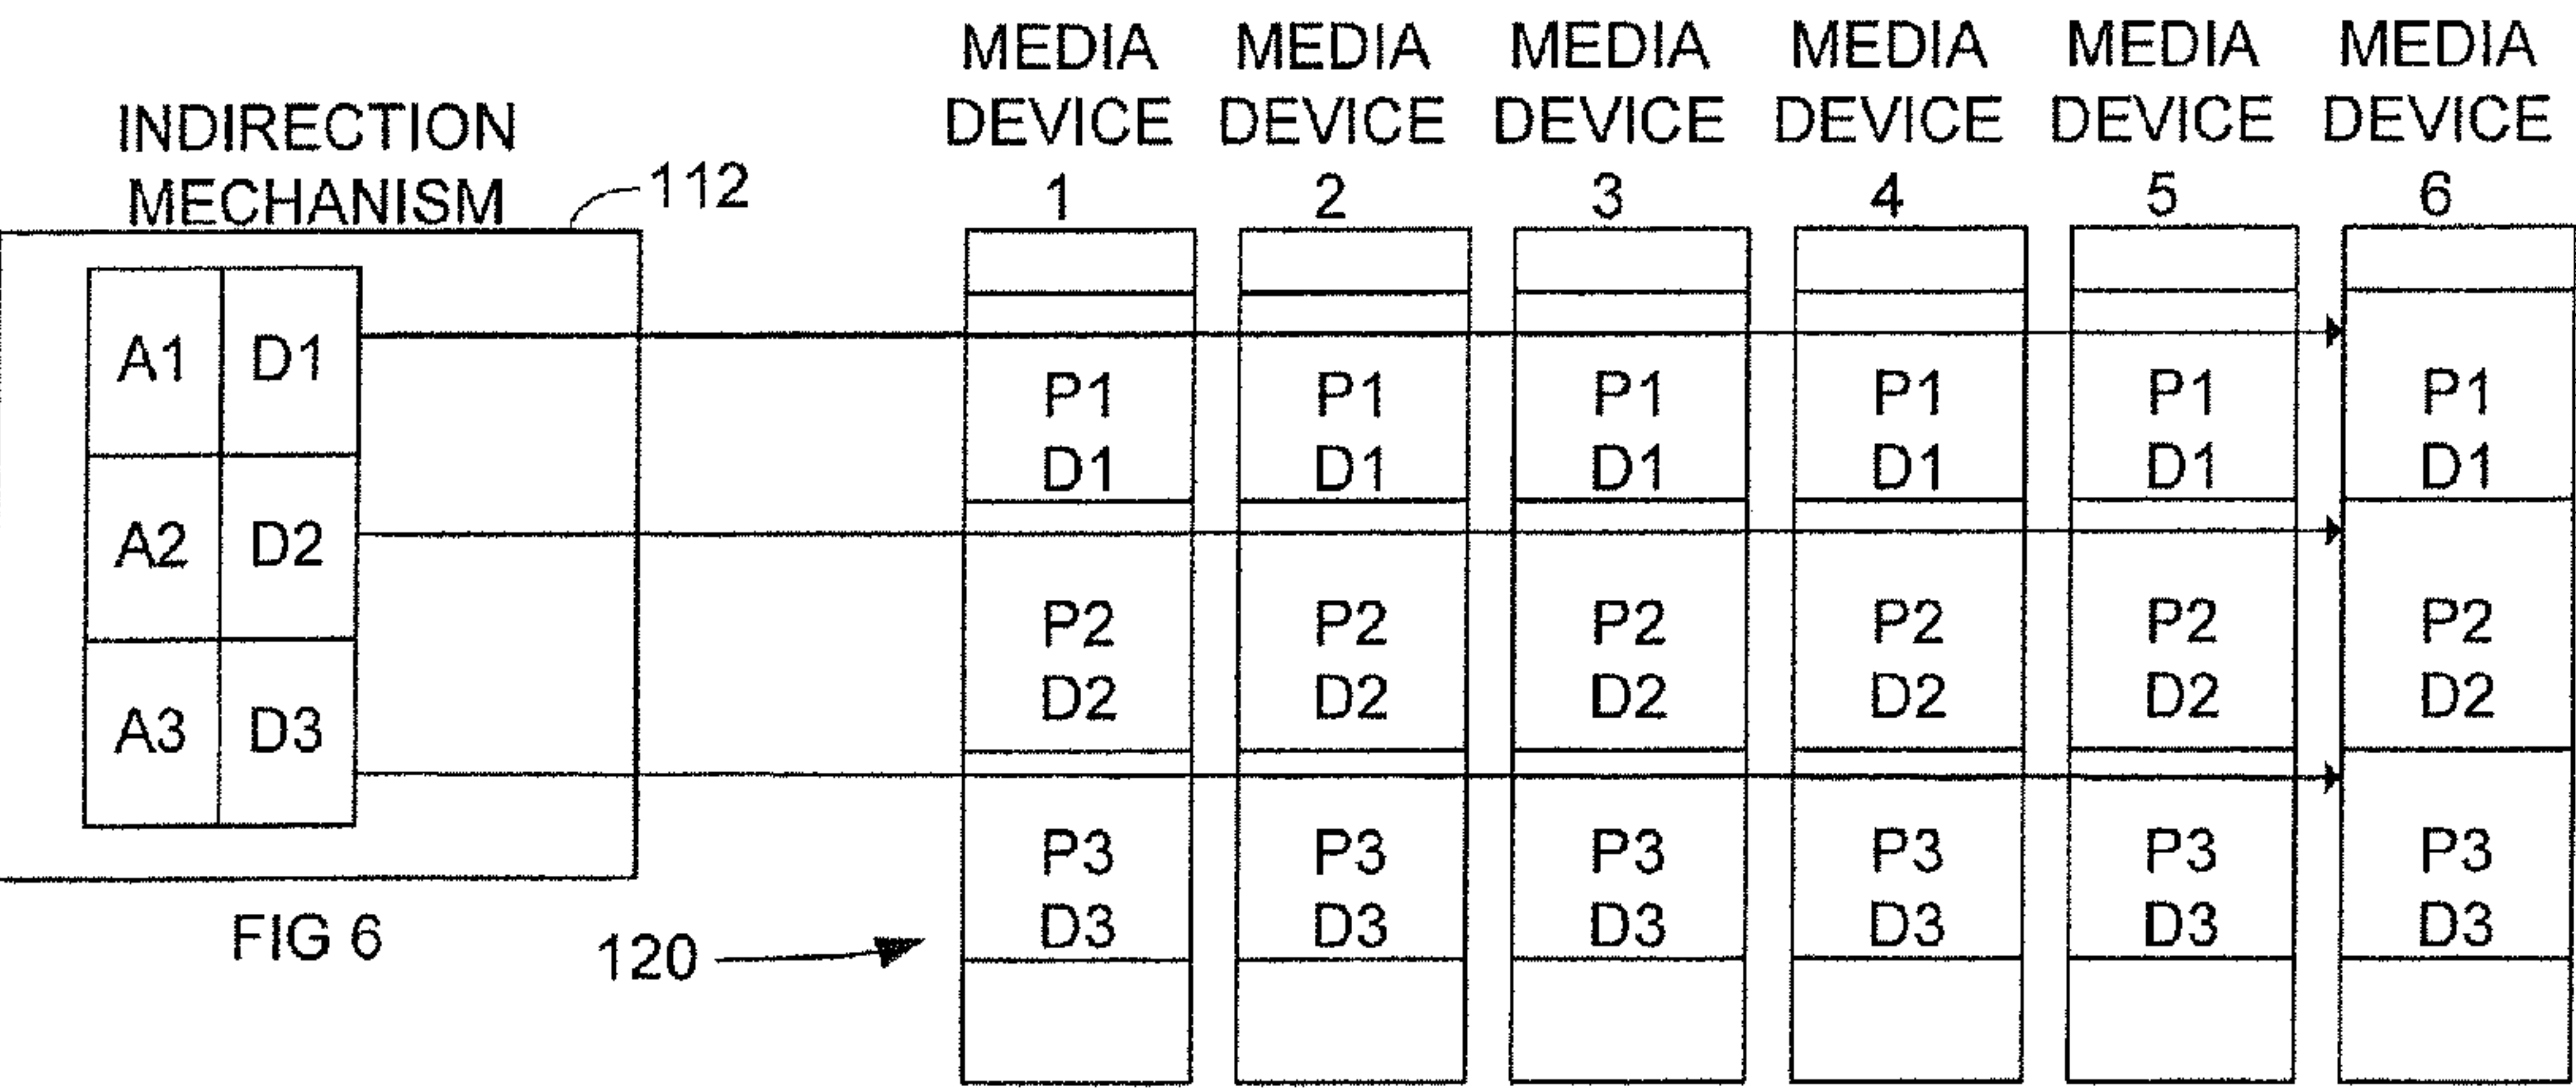 INDIRECTION
MECHANISM
112
A1 D1
A2 D2
A3 D3
FIG 6
120
MEDIA DEVICE 1
MEDIA DEVICE 2
MEDIA DEVICE 3
MEDIA DEVICE 4
MEDIA DEVICE 5
MEDIA DEVICE 6
P1 P1 P1 P1 P1 P1
D1 D1 D1 D1 D1 D1
P2 P2 P2 P2 P2 P2
D2 D2 D2 D2 D2 D2
P3 P3 P3 P3 P3 P3
D3 D3 D3 D3 D3 D3